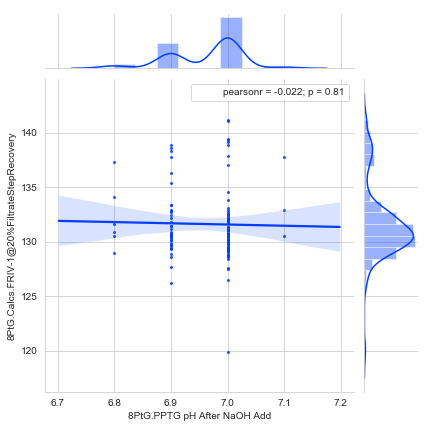 pearsonr = -0.022; p = 0.81
8PtG.Calcs.FRIV-1@20%FiltrateStepRecovery
140
135
130
125
120
6.7 6.8 6.9 7.0 7.1 7.2
8PtG.PPTG pH After NaOH Add